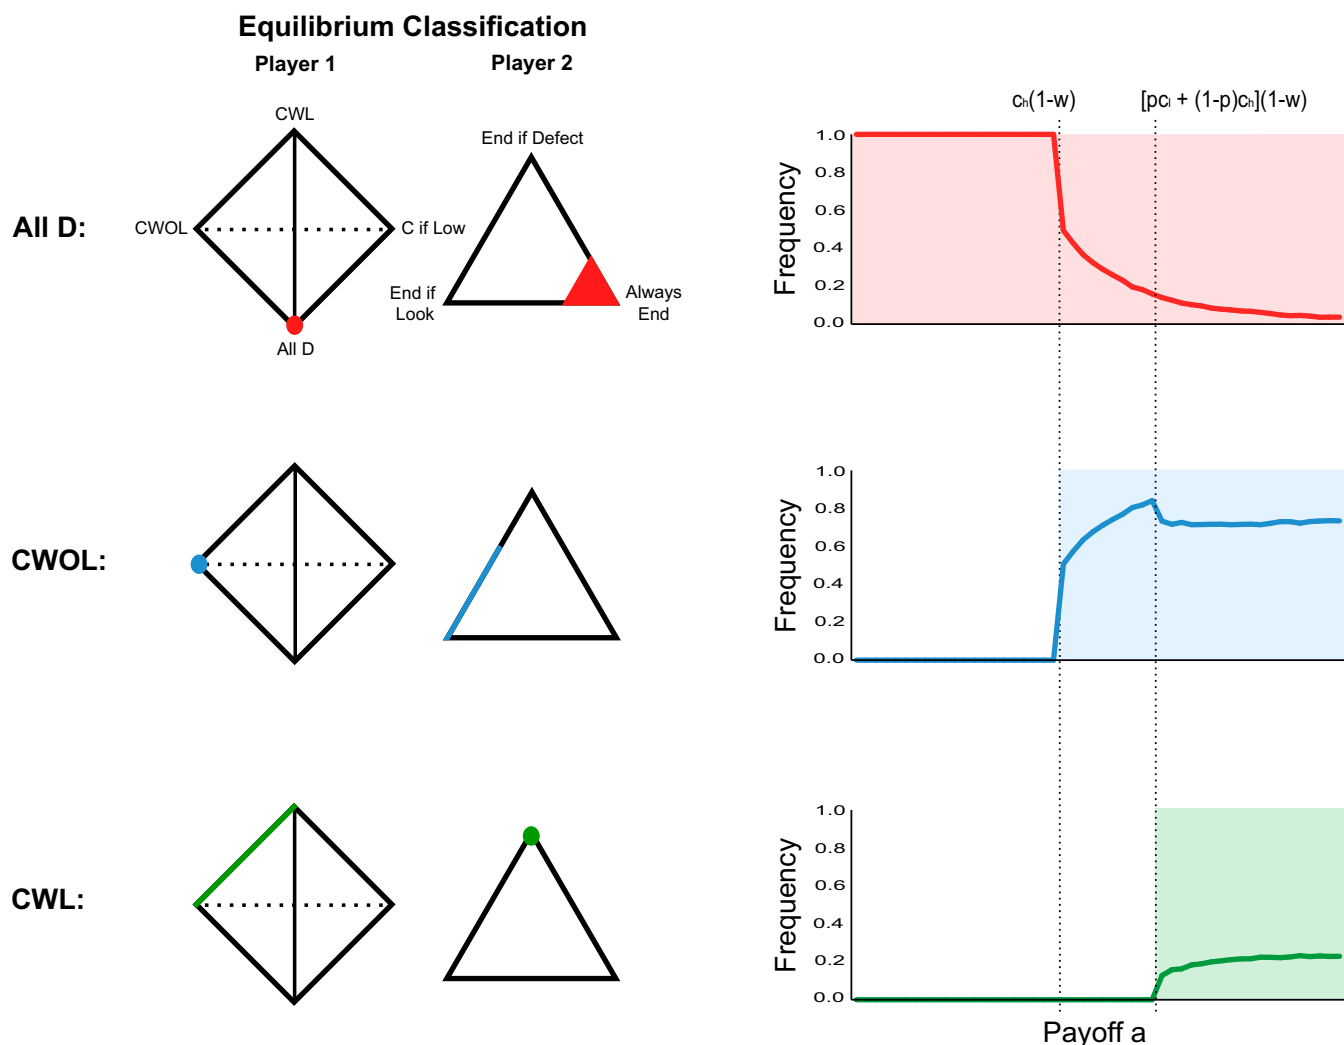 Equilibrium Classification
Player 1
Player 2
cₕ(1-w)
[pcₗ + (1-p)cₕ](1-w)
All D:
CWL
CWOL
C if Low
All D
End if Defect
End if
Look
Always
End
Frequency
1.0
0.8
0.6
0.4
0.2
0.0
CWOL:
Frequency
1.0
0.8
0.6
0.4
0.2
0.0
CWL:
Frequency
1.0
0.8
0.6
0.4
0.2
0.0
Payoff a